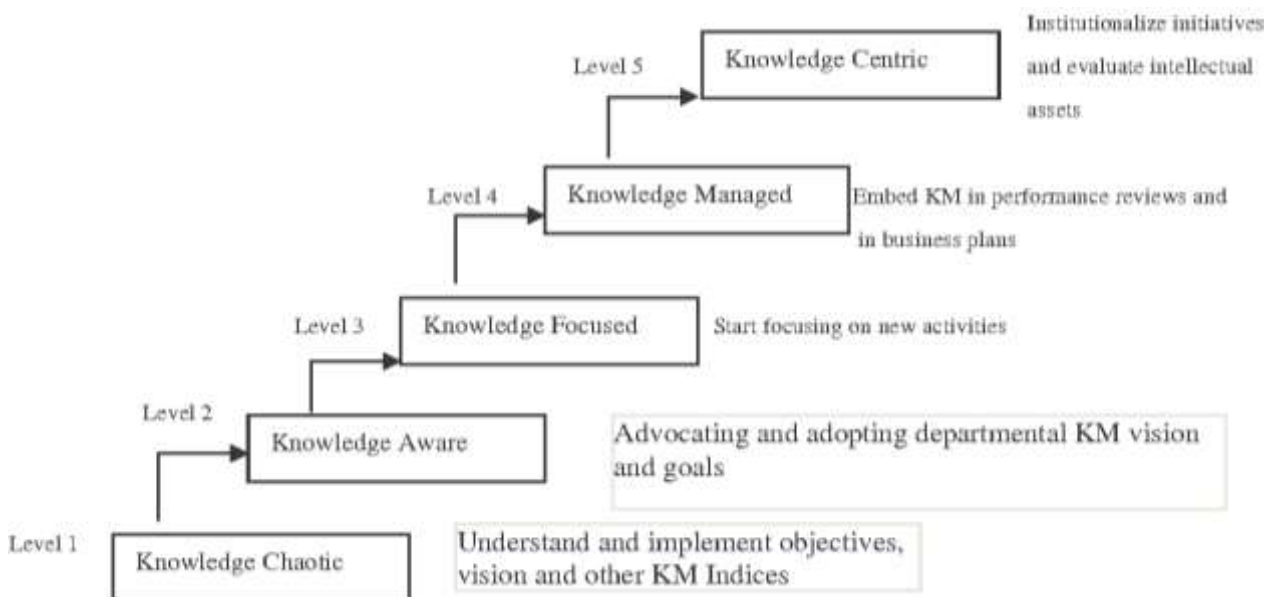 Institutionalize initiatives
and evaluate intellectual
assets
Level 5
Knowledge Centric
Level 4
Knowledge Managed
Embed KM in performance reviews and
in business plans
Level 3
Knowledge Focused
Start focusing on new activities
Level 2
Knowledge Aware
Advocating and adopting departmental KM vision
and goals
Level 1
Knowledge Chaotic
Understand and implement objectives,
vision and other KM Indices